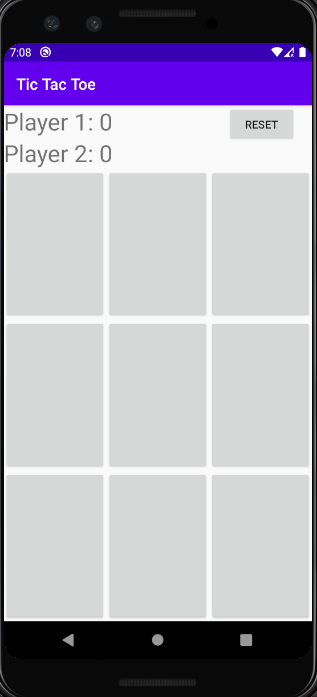 7:08
Tic Tac Toe
Player 1: 0
RESET
Player 2: 0